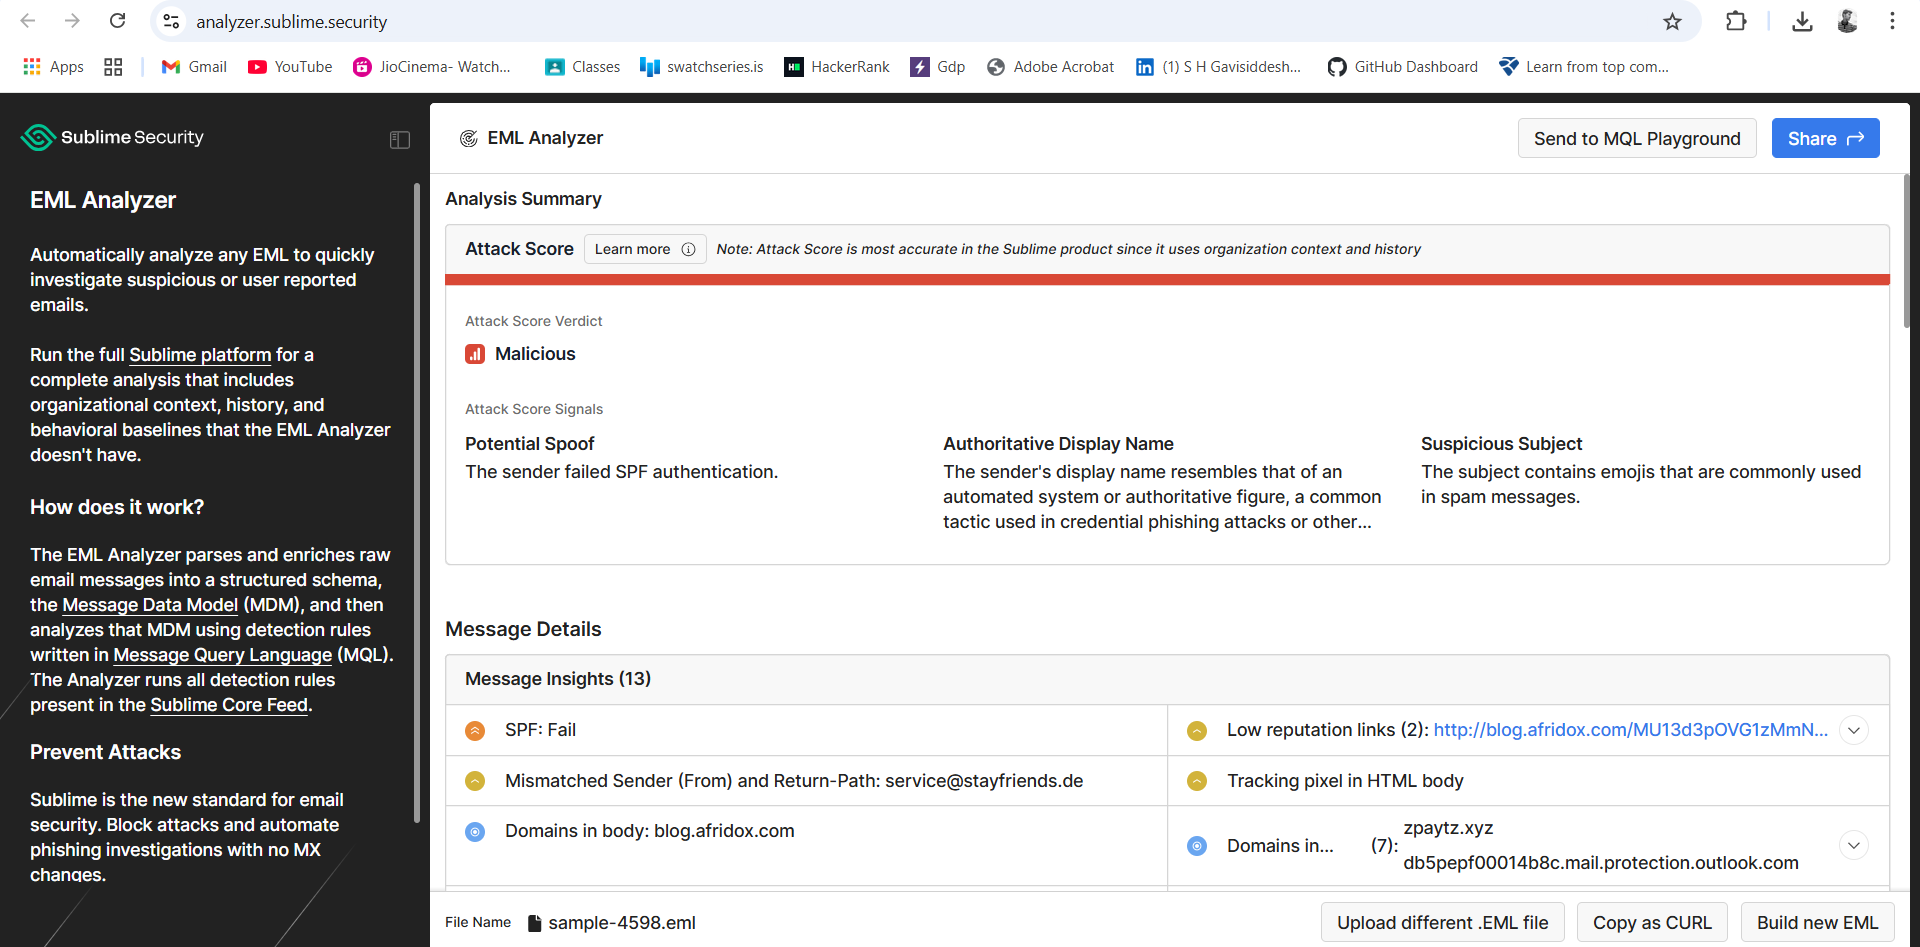 analyzer.sublime.security
Apps
Gmail
YouTube
JioCinema- Watch...
Classes
swatchseries.is
HackerRank
Gdp
Adobe Acrobat
(1) S H Gavisiddesh...
GitHub Dashboard
Learn from top com...
Sublime Security
EML Analyzer
Automatically analyze any EML to quickly
investigate suspicious or user reported
emails.
Run the full Sublime platform for a
complete analysis that includes
organizational context, history, and
behavioral baselines that the EML Analyzer
doesn't have.
How does it work?
The EML Analyzer parses and enriches raw
email messages into a structured schema,
the Message Data Model (MDM), and then
analyzes that MDM using detection rules
written in Message Query Language (MQL).
The Analyzer runs all detection rules
present in the Sublime Core Feed.
Prevent Attacks
Sublime is the new standard for email
security. Block attacks and automate
phishing investigations with no MX
changes.
EML Analyzer
Send to MQL Playground
Share
Analysis Summary
Attack Score
Learn more
Note: Attack Score is most accurate in the Sublime product since it uses organization context and history
Attack Score Verdict
Malicious
Attack Score Signals
Potential Spoof
The sender failed SPF authentication.
Authoritative Display Name
The sender's display name resembles that of an
automated system or authoritative figure, a common
tactic used in credential phishing attacks or other...
Suspicious Subject
The subject contains emojis that are commonly used
in spam messages.
Message Details
Message Insights (13)
SPF: Fail
Low reputation links (2): http://blog.afridox.com/MU13d3pOVG1zMmN...
Mismatched Sender (From) and Return-Path: service@stayfriends.de
Tracking pixel in HTML body
Domains in body: blog.afridox.com
Domains in... (7):
zpaytz.xyz
db5pepf00014b8c.mail.protection.outlook.com
File Name
sample-4598.eml
Upload different .EML file
Copy as CURL
Build new EML